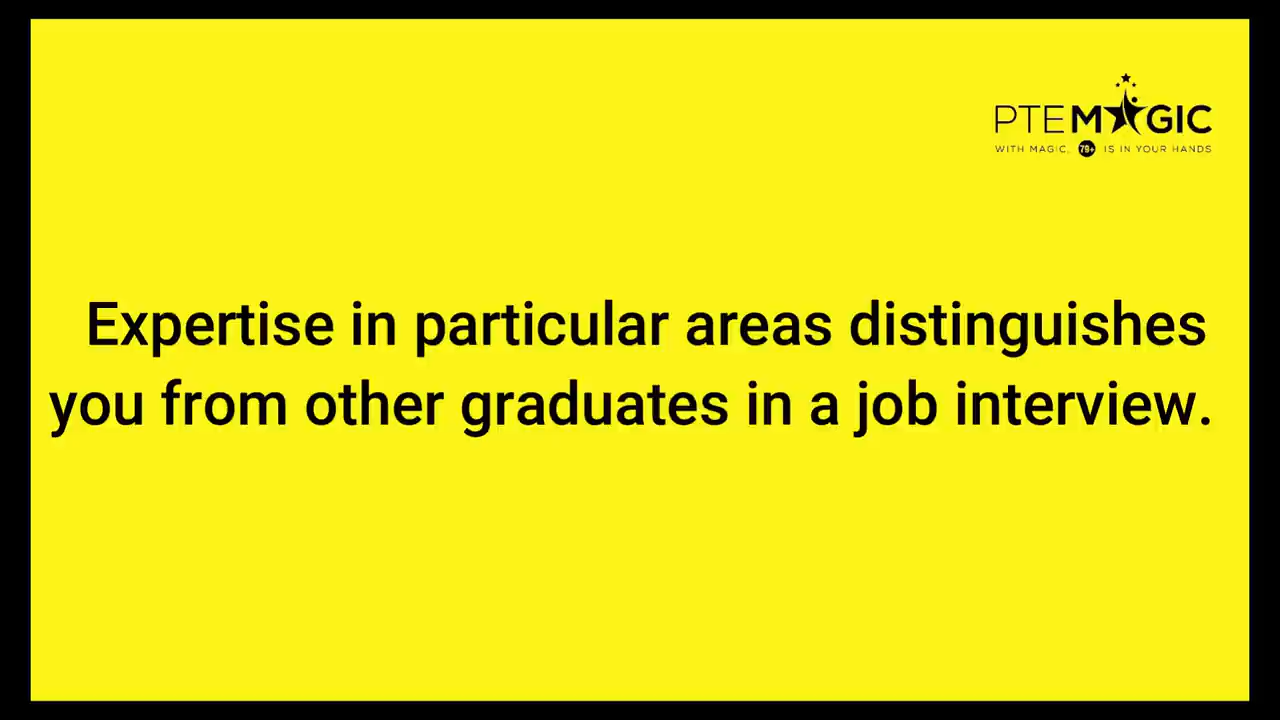 PTEMAGIC
WITH MAGIC, 79+ IS IN YOUR HANDS
Expertise in particular areas distinguishes
you from other graduates in a job interview.